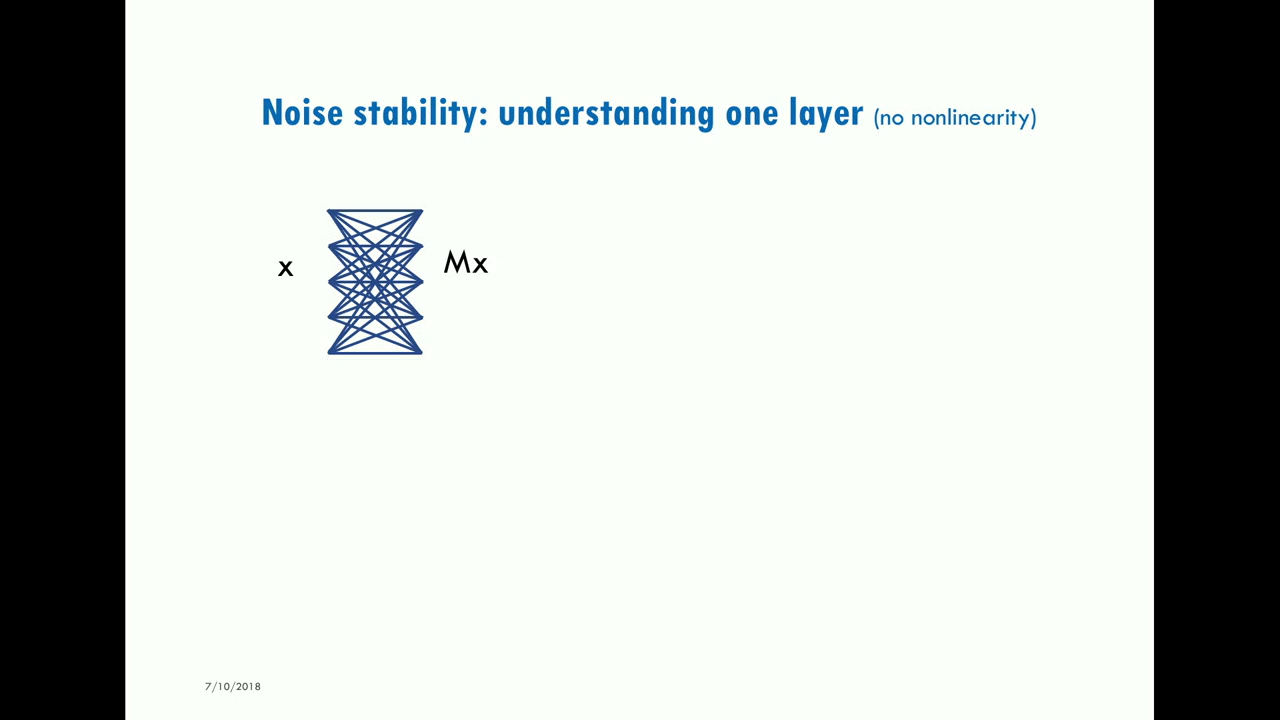 Noise stability: understanding one layer (no nonlinearity)
x
Mx
7/10/2018